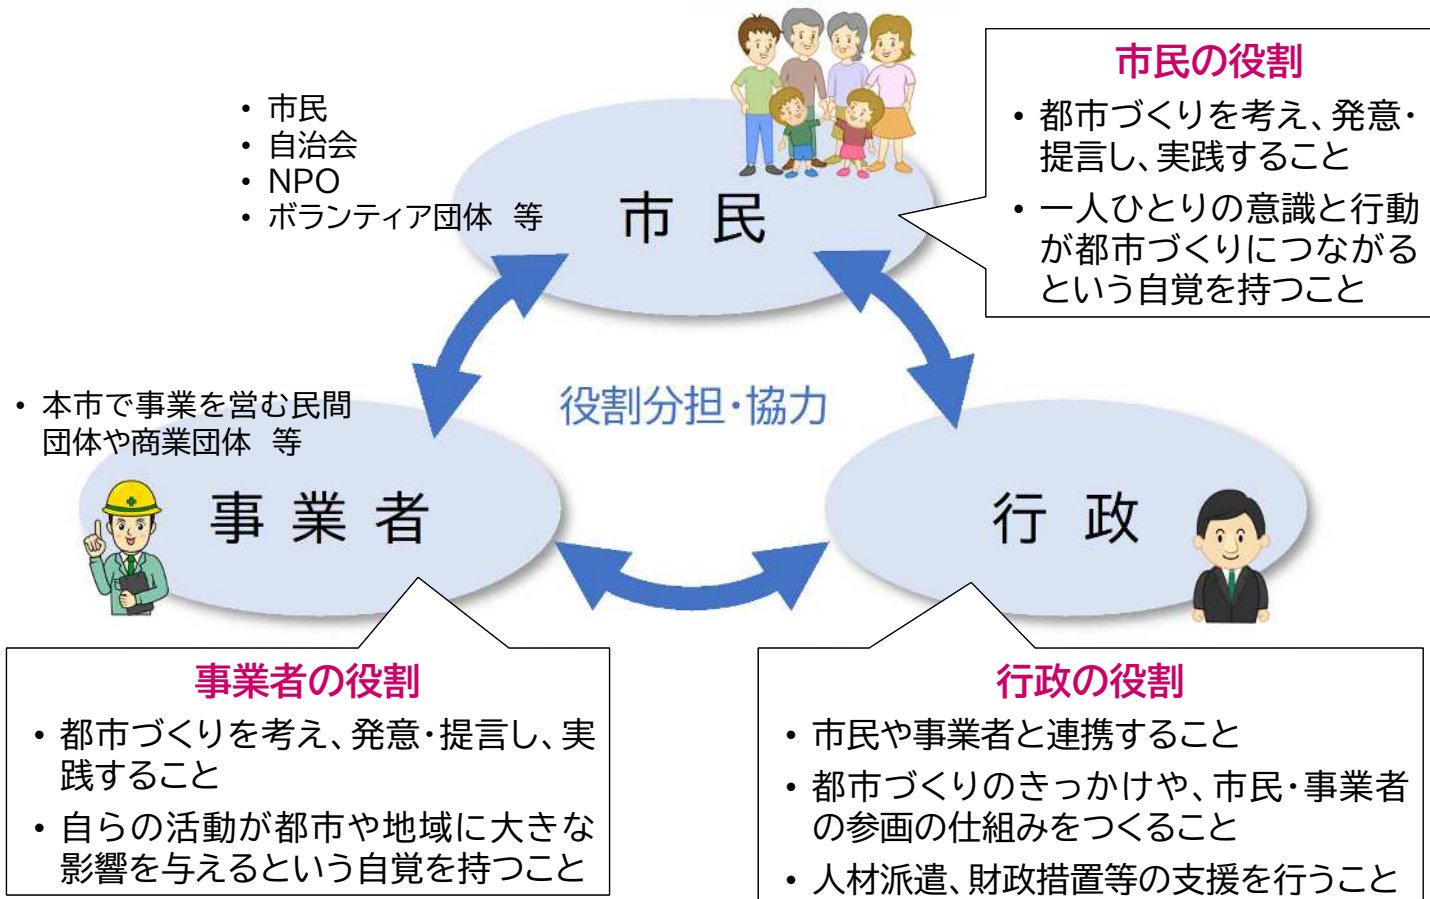 • 市民
• 自治会
• NPO
• ボランティア団体　等
市 民
市民の役割
• 都市づくりを考え、発意・
提言し、実践すること
• 一人ひとりの意識と行動
が都市づくりにつながる
という自覚を持つこと
役割分担・協力
• 本市で事業を営む民間
団体や商業団体　等
事 業 者
行 政
事業者の役割
• 都市づくりを考え、発意・提言し、実
践すること
• 自らの活動が都市や地域に大きな
影響を与えるという自覚を持つこと
行政の役割
• 市民や事業者と連携すること
• 都市づくりのきっかけや、市民・事業者
の参画の仕組みをつくること
• 人材派遣、財政措置等の支援を行うこと